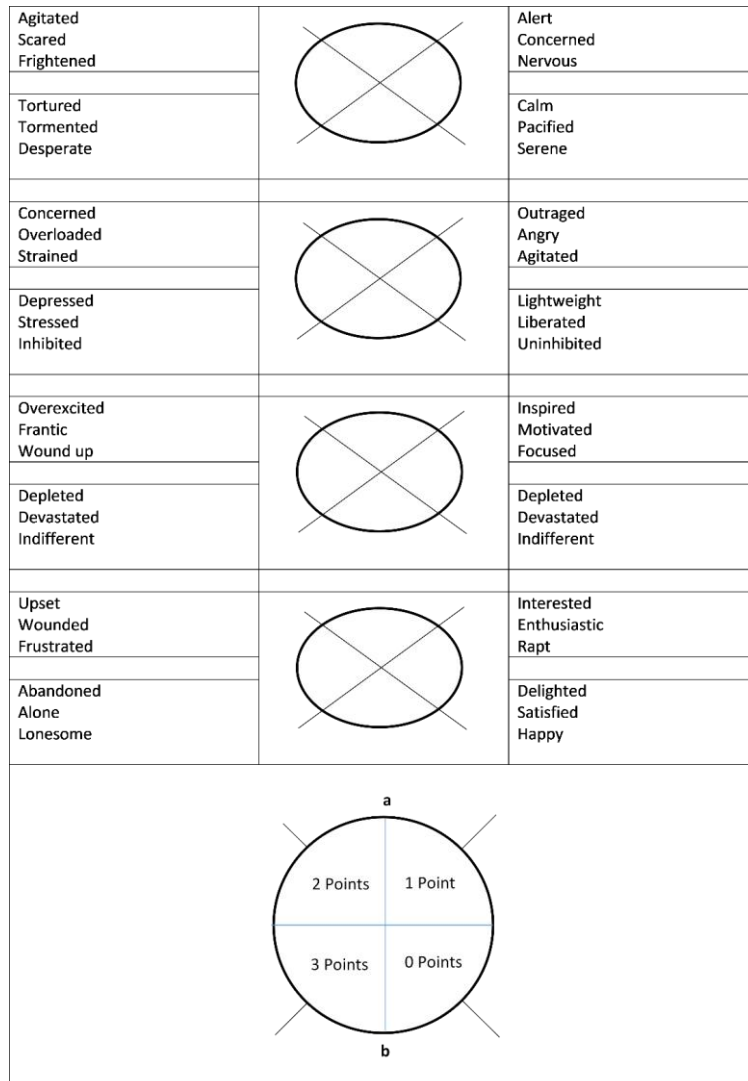 Agitated
Scared
Frightened
Alert
Concerned
Nervous
Tortured
Tormented
Desperate
Calm
Pacified
Serene
Concerned
Overloaded
Strained
Outraged
Angry
Agitated
Depressed
Stressed
Inhibited
Lightweight
Liberated
Uninhibited
Overexcited
Frantic
Wound up
Inspired
Motivated
Focused
Depleted
Devastated
Indifferent
Depleted
Devastated
Indifferent
Upset
Wounded
Frustrated
Interested
Enthusiastic
Rapt
Abandoned
Alone
Lonesome
Delighted
Satisfied
Happy
a
2 Points
1 Point
3 Points
0 Points
b